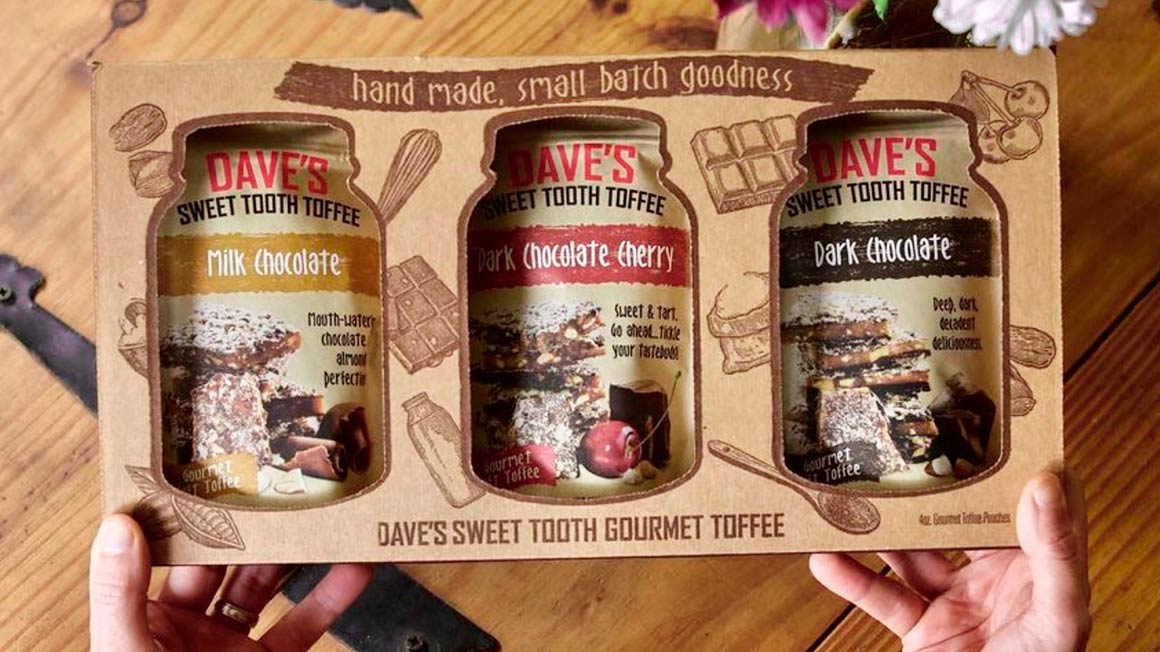 hand made, small batch goodness
DAVE'S
SWEET TOOTH TOFFEE
Milk Chocolate
Mouth-water
chocolate
almond
perfection
Gourmet
Toffee
DAVE'S
SWEET TOOTH TOFFEE
Dark Chocolate Cherry
Sweet & tart.
Go ahead...tickle
your tastebuds!
Gourmet
Toffee
DAVE'S
SWEET TOOTH TOFFEE
Dark Chocolate
Deep, dark,
decadent
deliciousness.
Gourmet
Toffee
DAVE'S SWEET TOOTH GOURMET TOFFEE
4oz. Gourmet Toffee Pouches